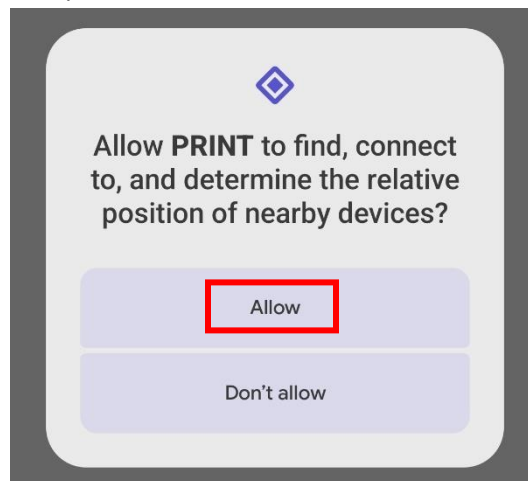 Allow PRINT to find, connect
to, and determine the relative
position of nearby devices?
Allow
Don't allow